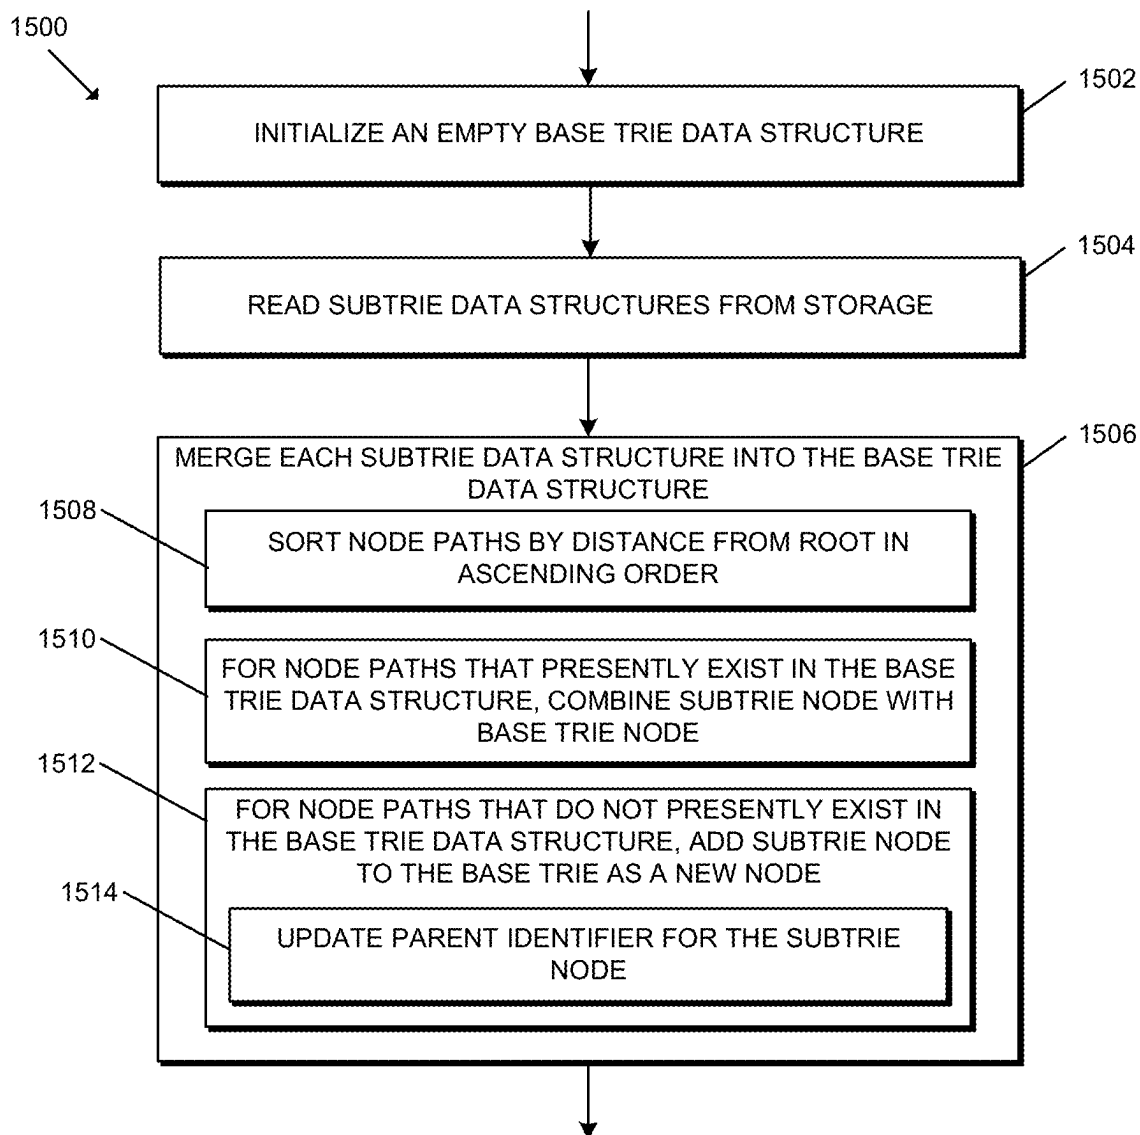 1500
1502
INITIALIZE AN EMPTY BASE TRIE DATA STRUCTURE
1504
READ SUBTRIE DATA STRUCTURES FROM STORAGE
1506
MERGE EACH SUBTRIE DATA STRUCTURE INTO THE BASE TRIE
DATA STRUCTURE
1508
SORT NODE PATHS BY DISTANCE FROM ROOT IN
ASCENDING ORDER
1510
FOR NODE PATHS THAT PRESENTLY EXIST IN THE BASE
TRIE DATA STRUCTURE, COMBINE SUBTRIE NODE WITH
BASE TRIE NODE
1512
FOR NODE PATHS THAT DO NOT PRESENTLY EXIST IN
THE BASE TRIE DATA STRUCTURE, ADD SUBTRIE NODE
TO THE BASE TRIE AS A NEW NODE
1514
UPDATE PARENT IDENTIFIER FOR THE SUBTRIE
NODE